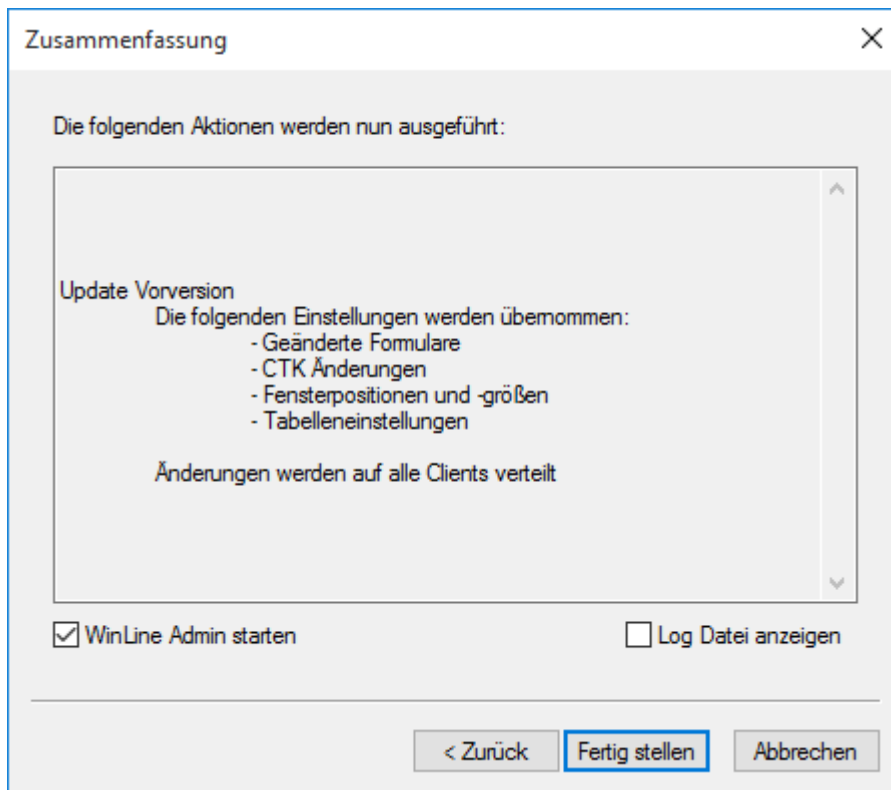 Zusammenfassung
Die folgenden Aktionen werden nun ausgeführt:
Update Vorversion
Die folgenden Einstellungen werden übernommen:
- Geänderte Formulare
- CTK Änderungen
- Fensterpositionen und -größen
- Tabelleneinstellungen
Änderungen werden auf alle Clients verteilt
WinLine Admin starten
Log Datei anzeigen
< Zurück
Fertig stellen
Abbrechen